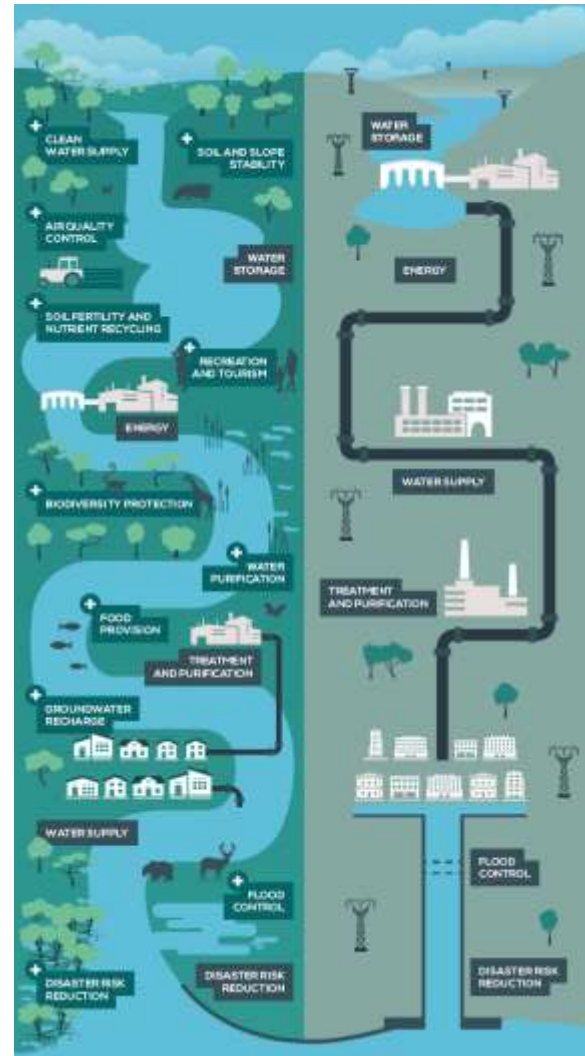 + CLEAN
WATER SUPPLY
+ SOIL AND SLOPE
STABILITY
+ AIR QUALITY
CONTROL
WATER
STORAGE
+ SOIL FERTILITY AND
NUTRIENT RECYCLING
+ RECREATION
AND TOURISM
ENERGY
+ BIODIVERSITY PROTECTION
+ WATER
PURIFICATION
+ FOOD
PROVISION
TREATMENT
AND PURIFICATION
+ GROUNDWATER
RECHARGE
WATER SUPPLY
+ FLOOD
CONTROL
+ DISASTER RISK
REDUCTION
DISASTER RISK
REDUCTION
WATER
STORAGE
ENERGY
WATER SUPPLY
TREATMENT
AND PURIFICATION
FLOOD
CONTROL
DISASTER RISK
REDUCTION